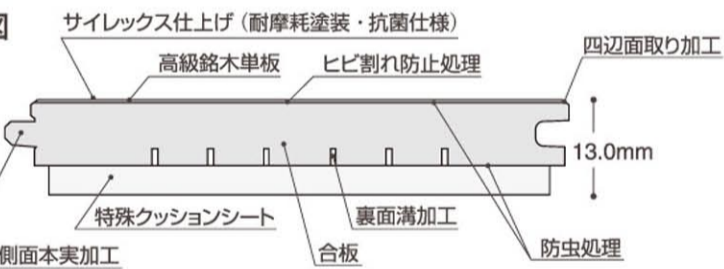 図
サイレックス仕上げ（耐摩耗塗装・抗菌仕様）
四辺面取り加工
高級銘木単板
ヒビ割れ防止処理
13.0mm
特殊クッションシート
裏面溝加工
側面本実加工
合板
防虫処理